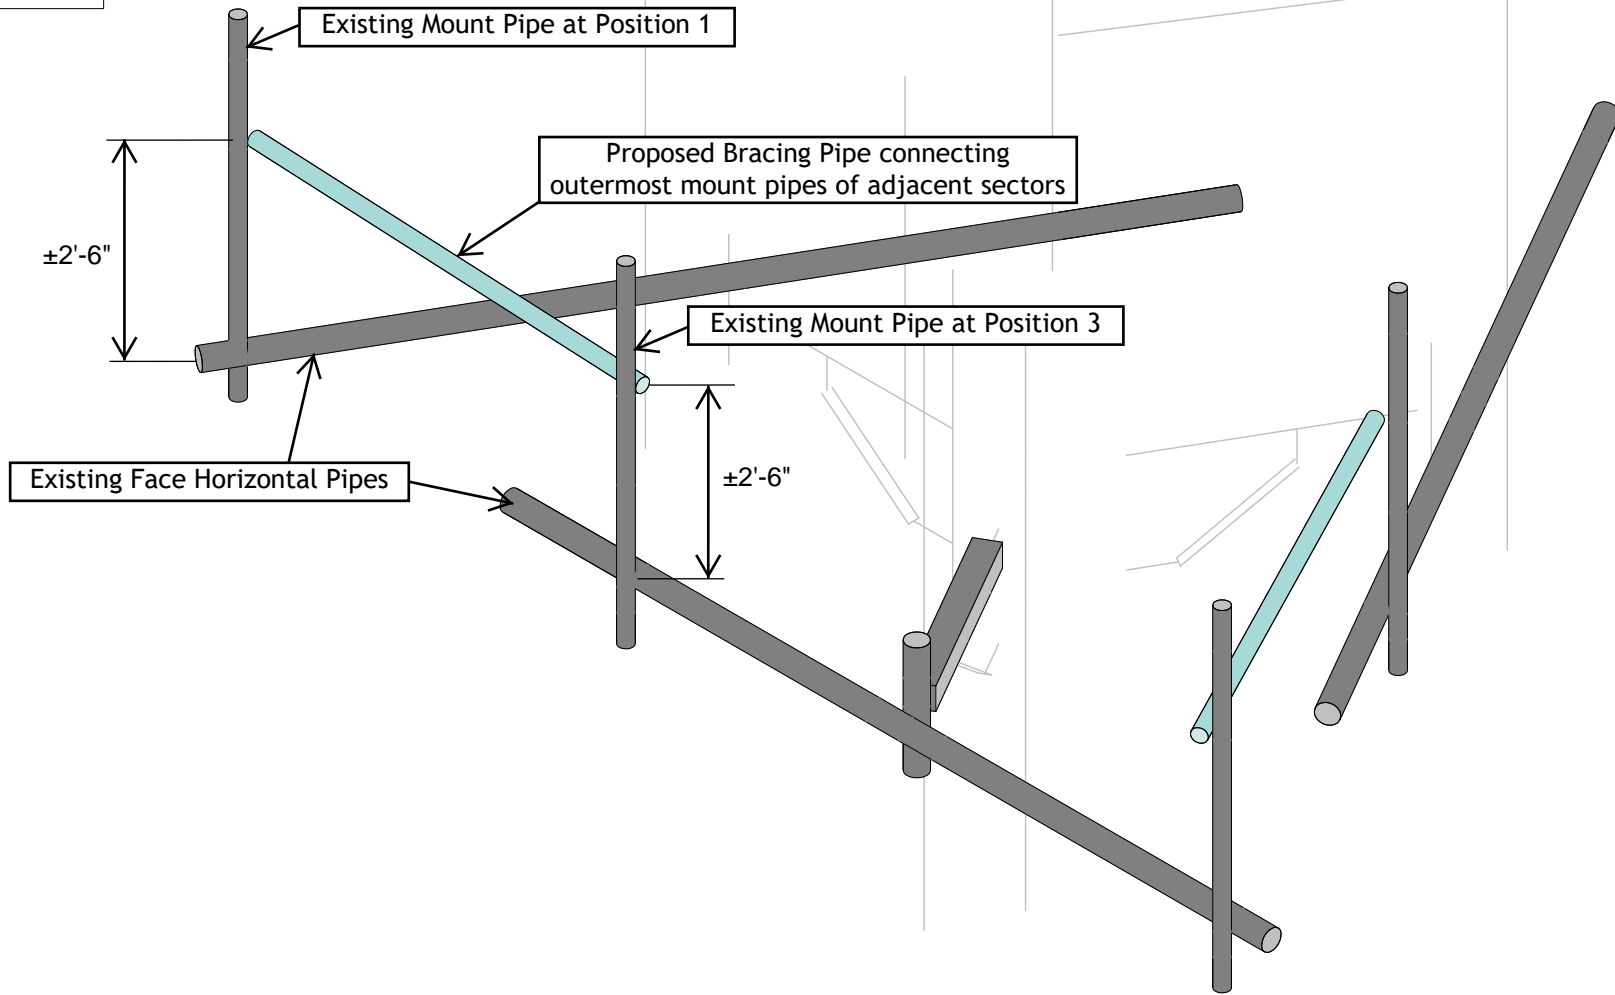 Existing Mount Pipe at Position 1
Proposed Bracing Pipe connecting
outermost mount pipes of adjacent sectors
±2'-6"
Existing Mount Pipe at Position 3
Existing Face Horizontal Pipes
±2'-6"